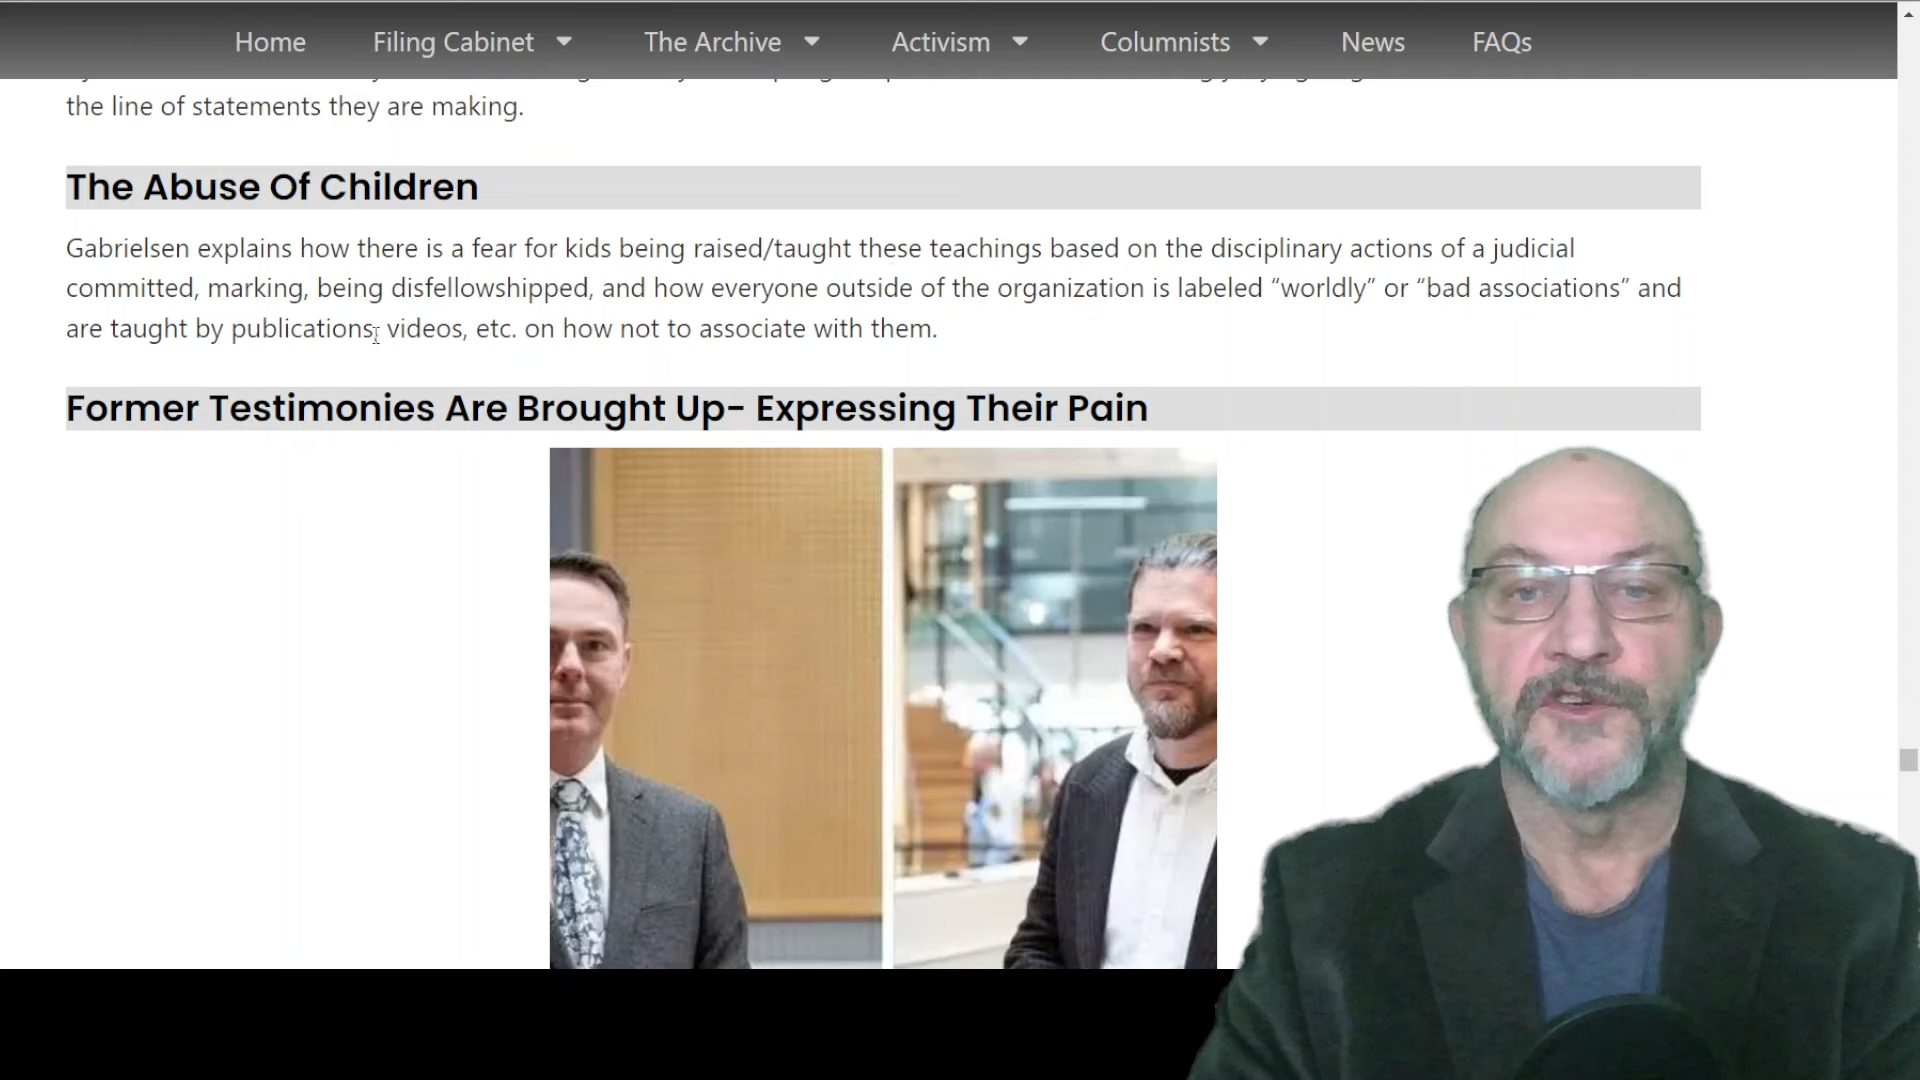 Home Filing Cabinet The Archive Activism Columnists News FAQs
the line of statements they are making.
The Abuse Of Children
Gabrielsen explains how there is a fear for kids being raised/taught these teachings based on the disciplinary actions of a judicial
committed, marking, being disfellowshipped, and how everyone outside of the organization is labeled “worldly” or “bad associations” and
are taught by publications, videos, etc. on how not to associate with them.
Former Testimonies Are Brought Up- Expressing Their Pain